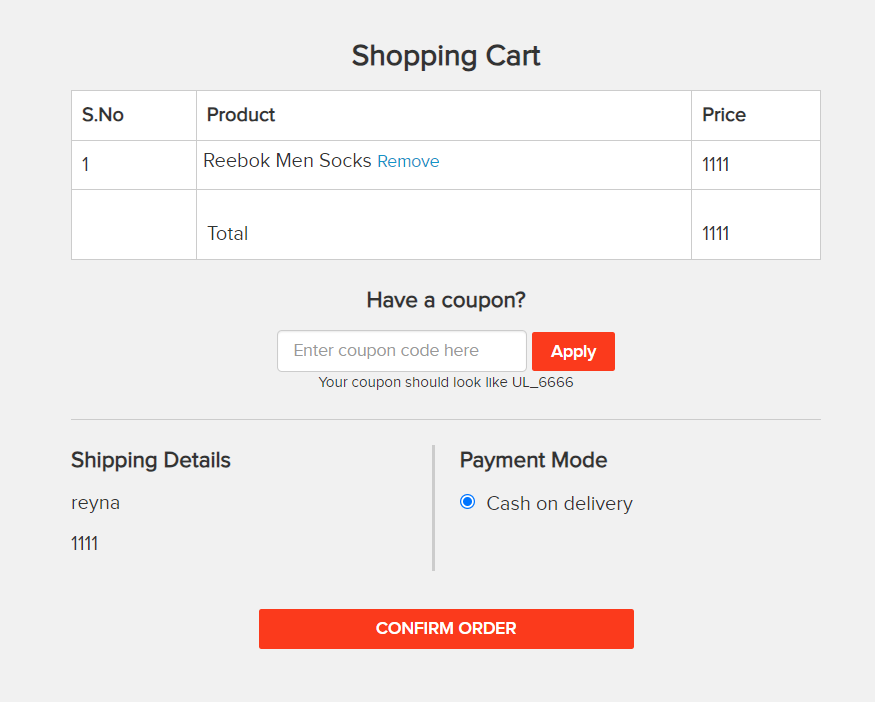 Shopping Cart
S.No Product Price
1 Reebok Men Socks Remove 1111
Total 1111
Have a coupon?
Enter coupon code here Apply
Your coupon should look like UL_6666
Shipping Details
reyna
1111
Payment Mode
Cash on delivery
CONFIRM ORDER